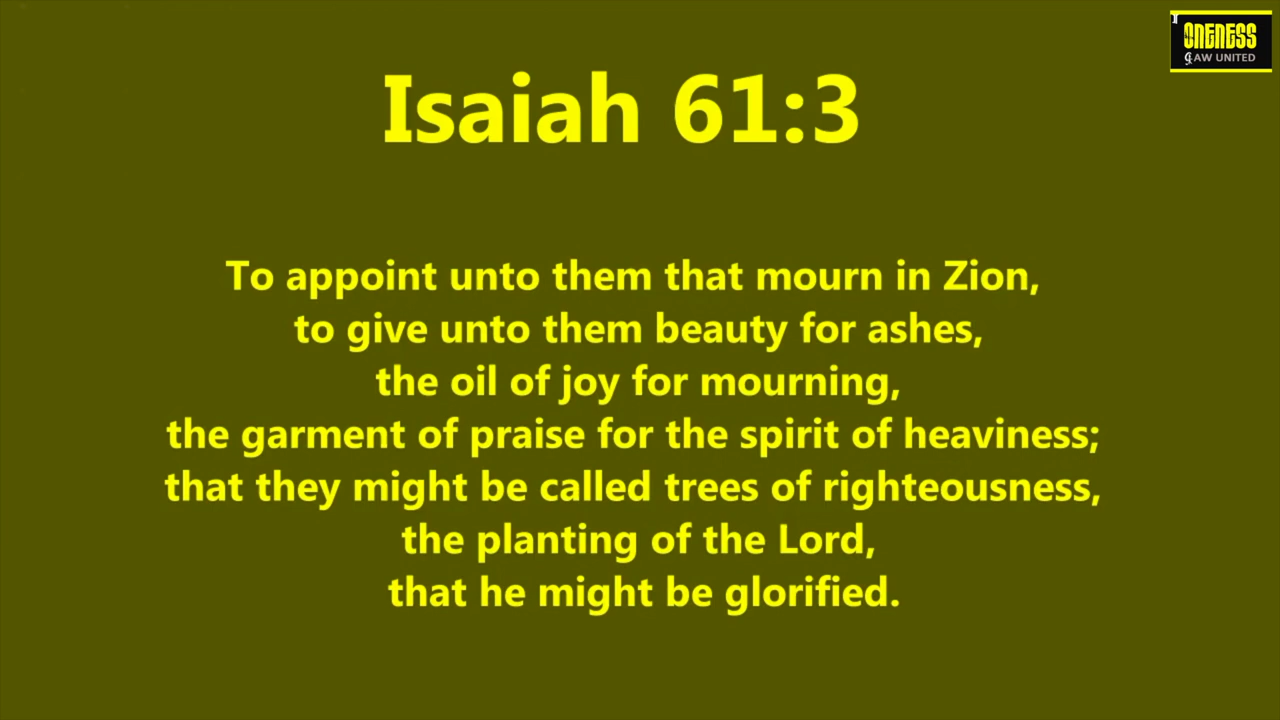 ONENESS
LAW UNITED
Isaiah 61:3
To appoint unto them that mourn in Zion,
to give unto them beauty for ashes,
the oil of joy for mourning,
the garment of praise for the spirit of heaviness;
that they might be called trees of righteousness,
the planting of the Lord,
that he might be glorified.